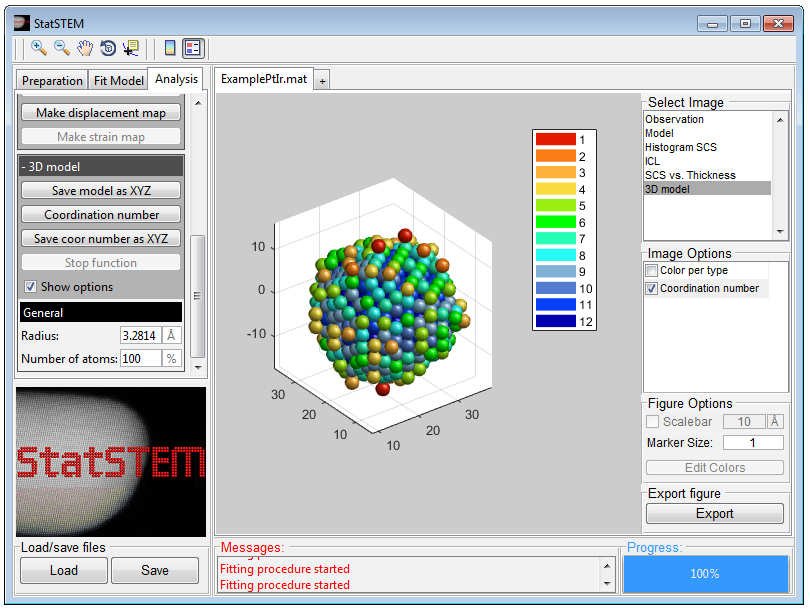 StatSTEM
Preparation
Fit Model
Analysis
ExamplePtIr.mat
+
Make displacement map
Make strain map
- 3D model
Save model as XYZ
Coordination number
Save coor number as XYZ
Stop function
Show options
General
Radius: 3.2814 Å
Number of atoms: 100 %
StatSTEM
Load/save files
Load
Save
10
0
-10
30
20
10
10
20
30
1
2
3
4
5
6
7
8
9
10
11
12
Select Image
Observation
Model
Histogram SCS
ICL
SCS vs. Thickness
3D model
Image Options
Color per type
Coordination number
Figure Options
Scalebar 10 Å
Marker Size: 1
Edit Colors
Export figure
Export
Messages:
Fitting procedure started
Fitting procedure started
Progress:
100%